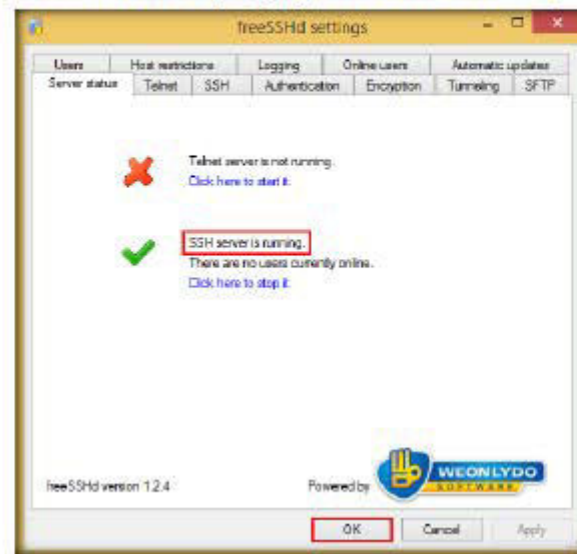 freeSSHd settings
Users Host restrictions Logging Online users Automatic updates
Server status Telnet SSH Authentication Encryption Tunneling SFTP
Telnet server is not running.
Click here to start it.
SSH server is running.
There are no users currently online.
Click here to stop it.
freeSSHd version 1.2.4
Powered by
WEONLYDO
SOFTWARE
OK Cancel Apply